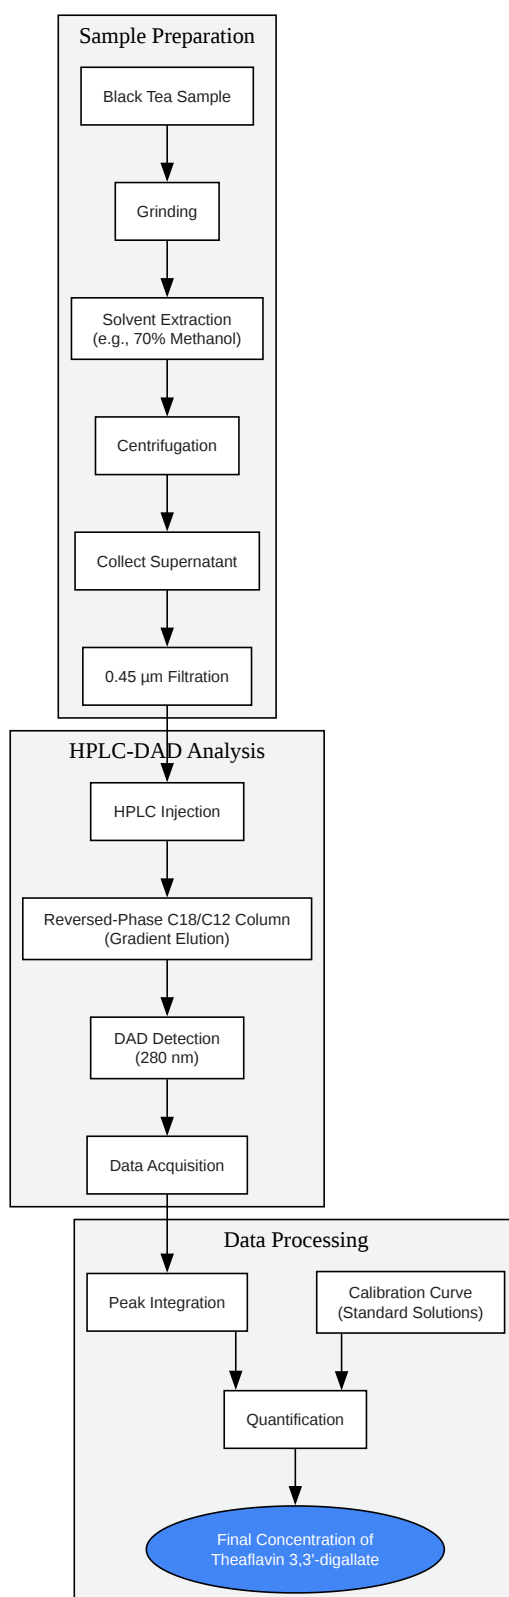 Sample Preparation
Black Tea Sample
Grinding
Solvent Extraction
(e.g., 70% Methanol)
Centrifugation
Collect Supernatant
0.45 µm Filtration
HPLC-DAD Analysis
HPLC Injection
Reversed-Phase C18/C12 Column
(Gradient Elution)
DAD Detection
(280 nm)
Data Acquisition
Data Processing
Peak Integration
Calibration Curve
(Standard Solutions)
Quantification
Final Concentration of
Theaflavin 3,3'-digallate